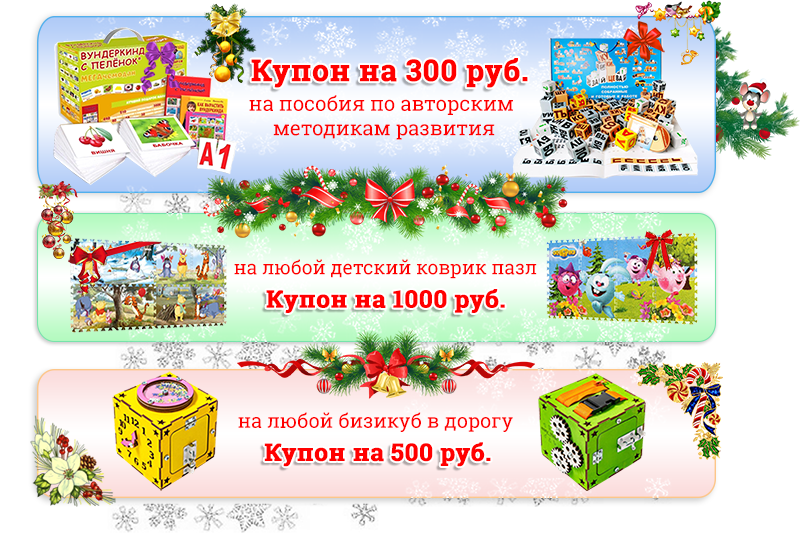 ВУНДЕРКИНД
С ПЕЛЁНОК
МЕГАчемодан
ВИШНЯ
БАБОЧКА
А1
Купон на 300 руб.
на пособия по авторским
методикам развития
на любой детский коврик пазл
Купон на 1000 руб.
на любой бизикуб в дорогу
Купон на 500 руб.